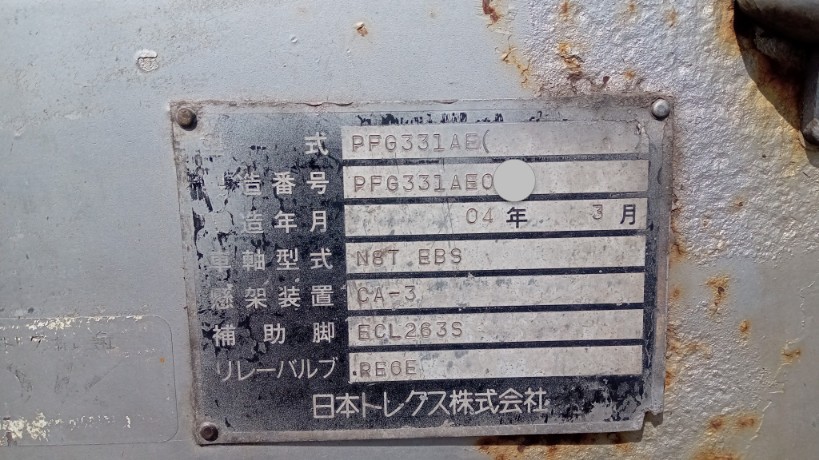 式 PFG331AE(
造番号 PFG331AE0
造年月 04年 3月
車軸型式 N8T EBS
懸架装置 CA-3
補助脚 ECL263S
リレーバルブ RECE
日本トレクス株式会社